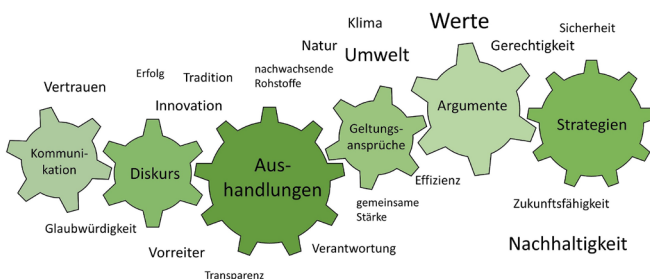 Klima
Werte
Sicherheit
Natur
Umwelt
Gerechtigkeit
Vertrauen
Erfolg
Tradition
nachwachsende
Rohstoffe
Innovation
Kommuni-
kation
Diskurs
Aus-
handlungen
Geltungs-
ansprüche
Argumente
Strategien
Effizienz
gemeinsame
Stärke
Zukunftsfähigkeit
Glaubwürdigkeit
Vorreiter
Verantwortung
Nachhaltigkeit
Transparenz